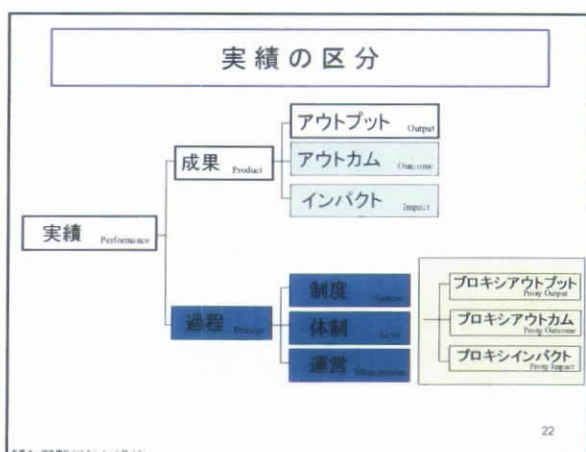 実績の区分
アウトプット Output
成果 Product
アウトカム Outcome
インパクト Impact
実績 Performance
制度 System
過程 Process
体制 Actor
運営 Management
プロキシアウトプット
Proxy Output
プロキシアウトカム
Proxy Outcome
プロキシインパクト
Proxy Impact
22